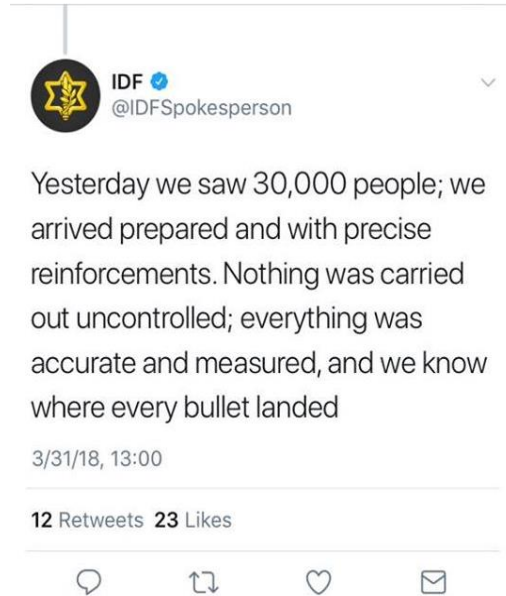 IDF
@IDFSpokesperson
Yesterday we saw 30,000 people; we
arrived prepared and with precise
reinforcements. Nothing was carried
out uncontrolled; everything was
accurate and measured, and we know
where every bullet landed
3/31/18, 13:00
12 Retweets 23 Likes